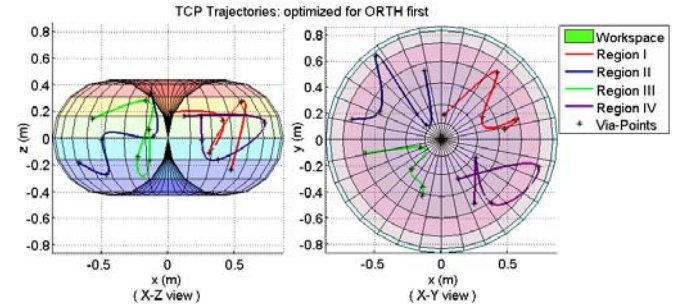 TCP Trajectories: optimized for ORTH first
0.8
0.6
0.4
0.2
0
-0.2
-0.4
-0.6
-0.8
z (m)
-0.5
0
0.5
x (m)
( X-Z view )
0.8
0.6
0.4
0.2
0
-0.2
-0.4
-0.6
-0.8
y (m)
-0.5
0
0.5
x (m)
( X-Y view )
Workspace
Region I
Region II
Region III
Region IV
Via-Points